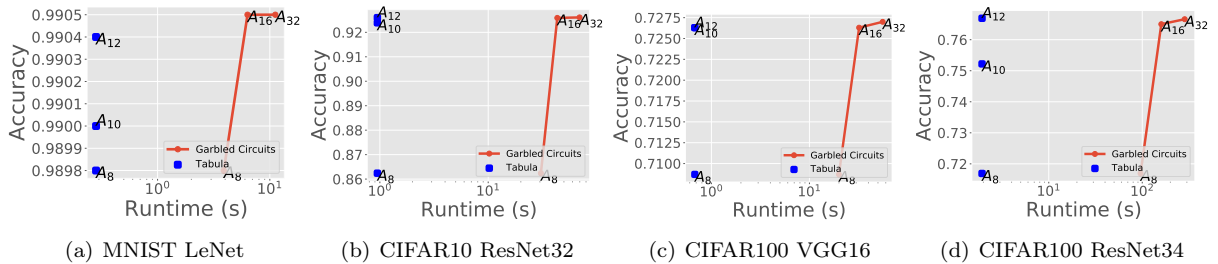 Accuracy
0.9905
0.9904
0.9903
0.9902
0.9901
0.9900
0.9899
0.9898
A12
A10
A8
A8
A16
A32
Garbled Circuits
Tabula
10^0
10^1
Runtime (s)
(a) MNIST LeNet
Accuracy
0.92
0.91
0.90
0.89
0.88
0.87
0.86
A12
A10
A8
A8
A16
A32
Garbled Circuits
Tabula
10^0
10^1
Runtime (s)
(b) CIFAR10 ResNet32
Accuracy
0.7275
0.7250
0.7225
0.7200
0.7175
0.7150
0.7125
0.7100
A12
A10
A8
A8
A16
A32
Garbled Circuits
Tabula
10^0
10^1
Runtime (s)
(c) CIFAR100 VGG16
Accuracy
0.76
0.75
0.74
0.73
0.72
A12
A10
A8
A8
A16
A32
Garbled Circuits
Tabula
10^1
10^2
Runtime (s)
(d) CIFAR100 ResNet34